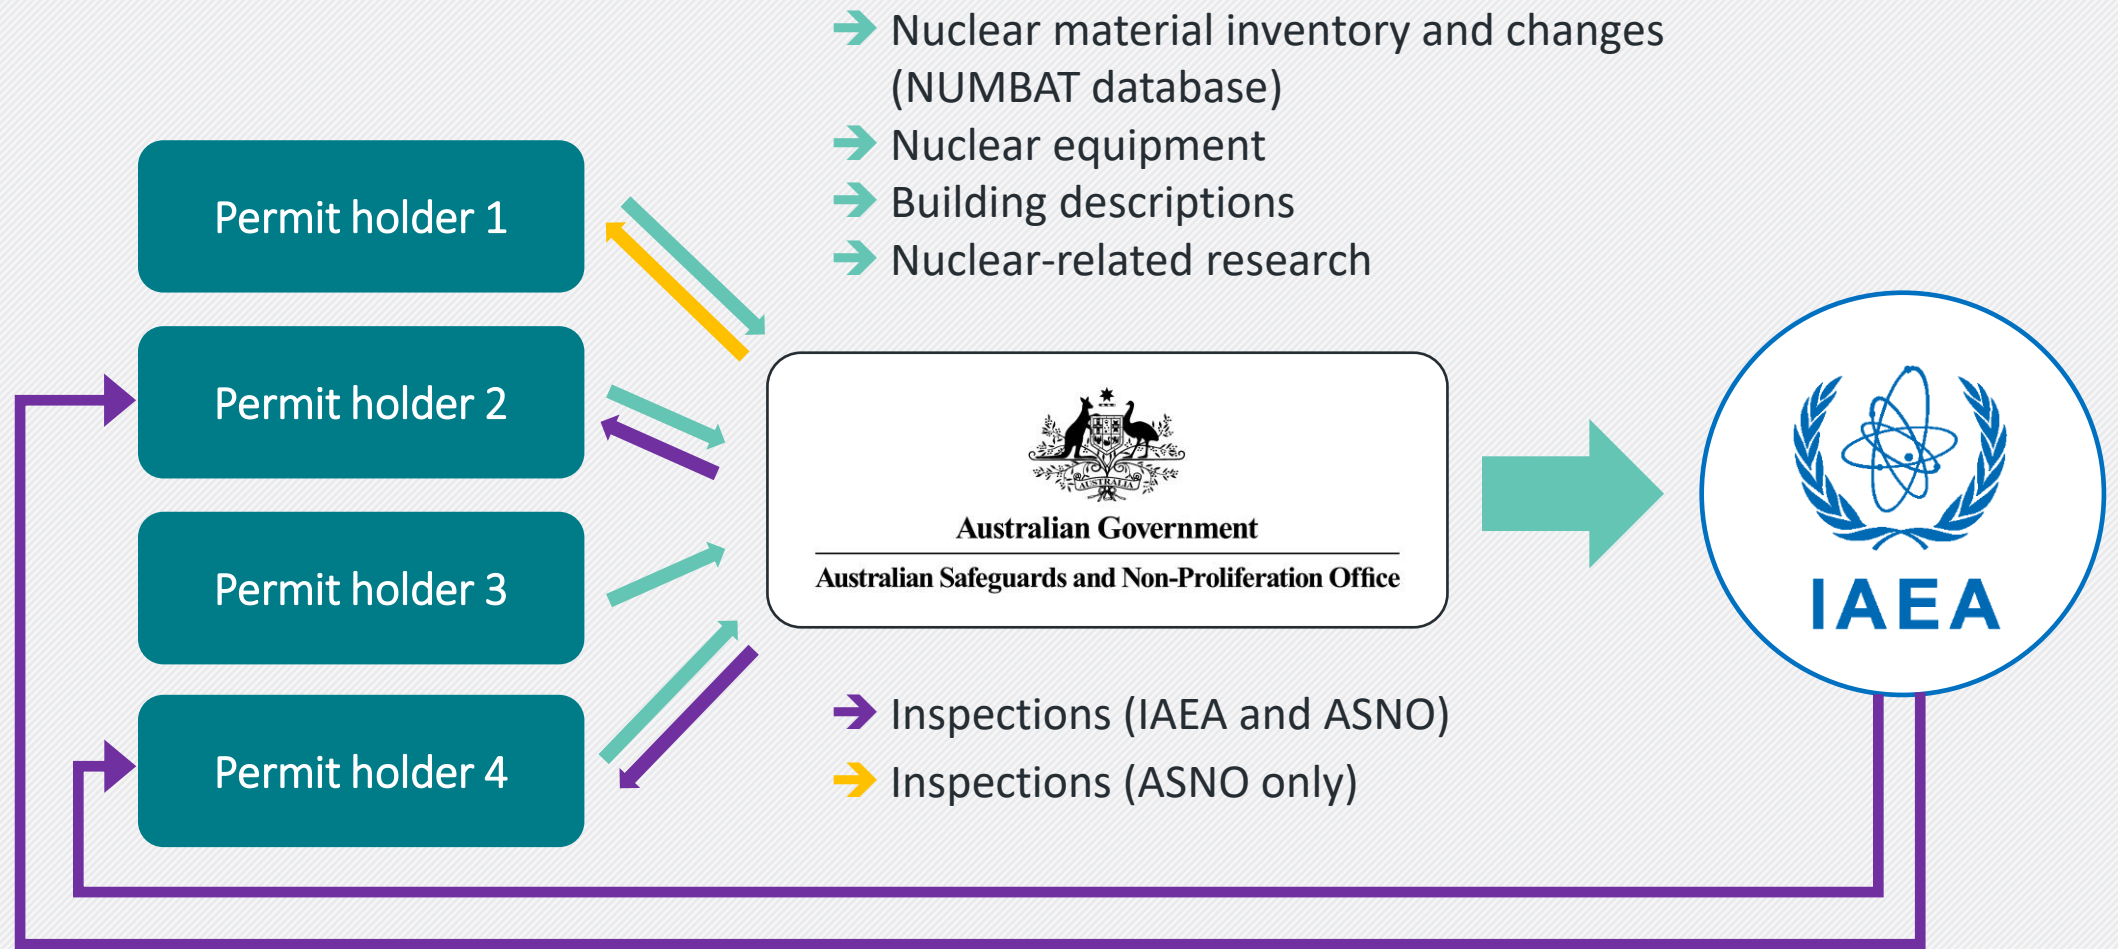 Nuclear material inventory and changes
(NUMBAT database)
Nuclear equipment
Building descriptions
Nuclear-related research
Permit holder 1
Permit holder 2
Permit holder 3
Permit holder 4
AUSTRALIA
Australian Government
Australian Safeguards and Non-Proliferation Office
IAEA
Inspections (IAEA and ASNO)
Inspections (ASNO only)